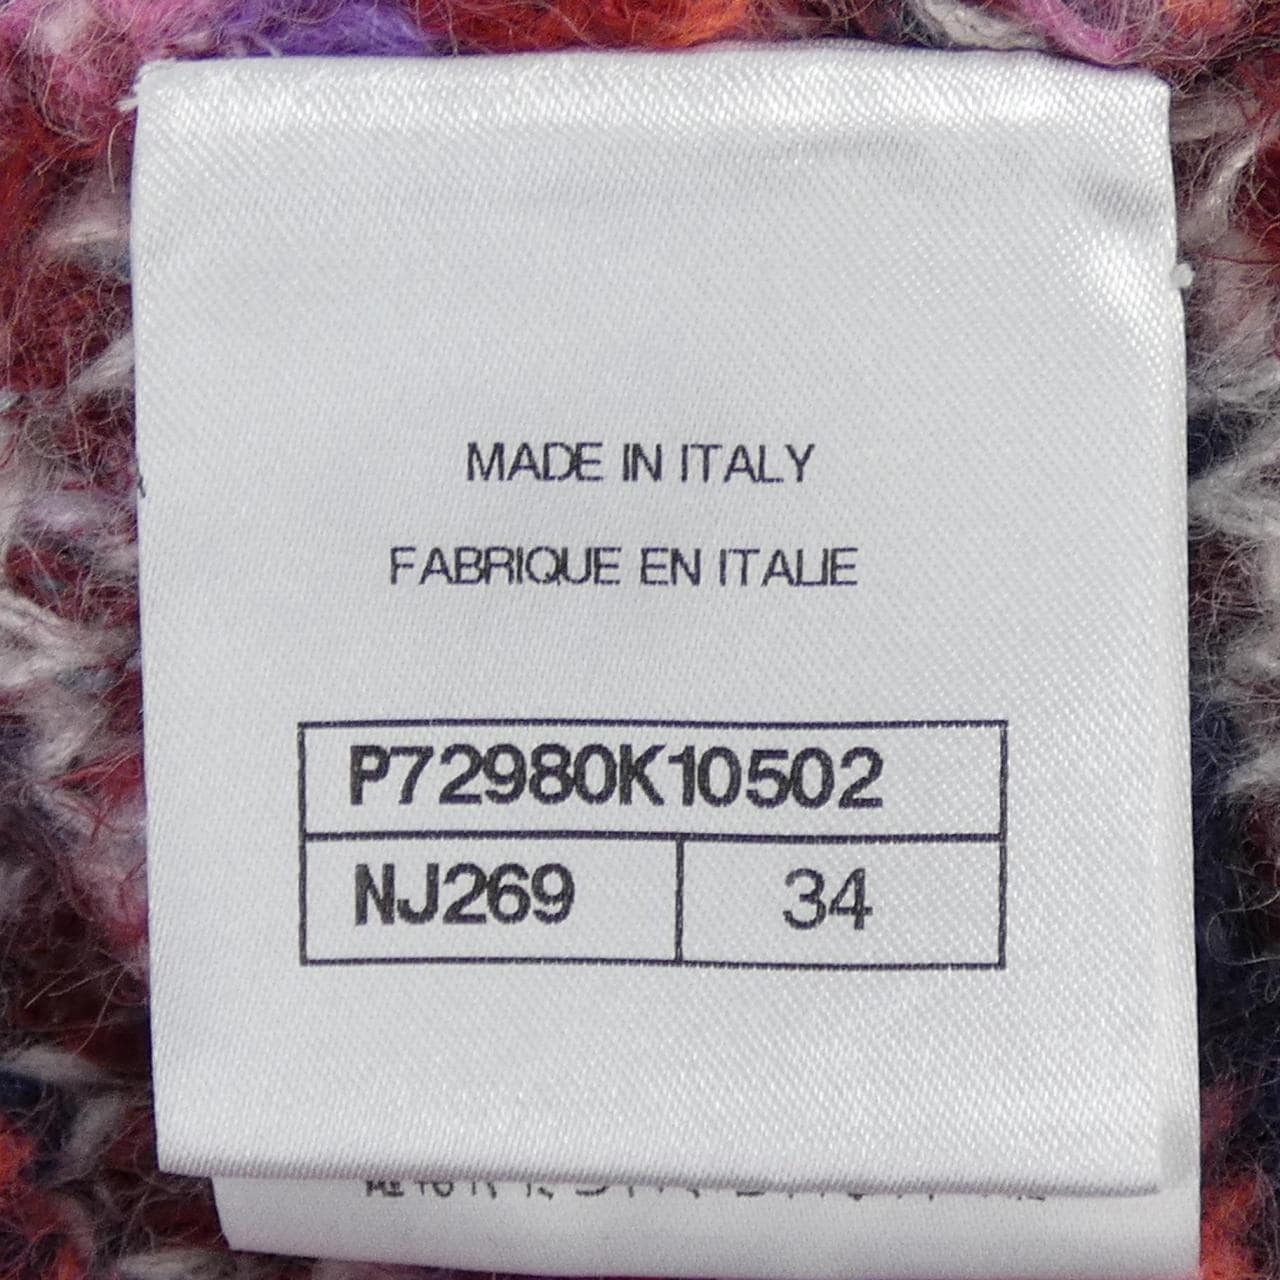 MADE IN ITALY
FABRIQUE EN ITALIE
P72980K10502
NJ269 34